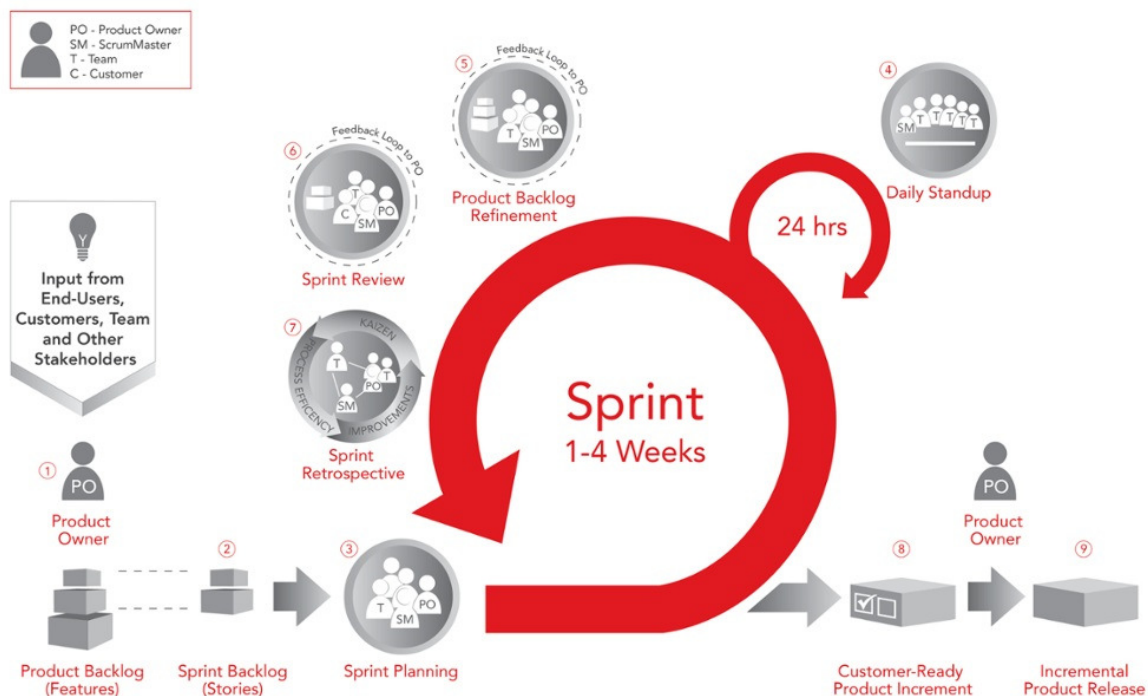 PO - Product Owner
SM - ScrumMaster
T - Team
C - Customer
Input from
End-Users,
Customers, Team
and Other
Stakeholders
①
PO
Product
Owner
Product Backlog
(Features)
②
Sprint Backlog
(Stories)
③
T
SM
PO
Sprint Planning
④
SM T T T T T
Daily Standup
24 hrs
⑤
Feedback Loop to PO
T
SM
PO
Product Backlog
Refinement
⑥
Feedback Loop to PO
T
C
SM
PO
Sprint Review
⑦
KAIZEN
PROCESS EFFICENCY
IMPROVEMENTS
T
PO
T
SM
Sprint
Retrospective
Sprint
1-4 Weeks
⑧
Customer-Ready
Product Increment
PO
Product
Owner
⑨
Incremental
Product Release